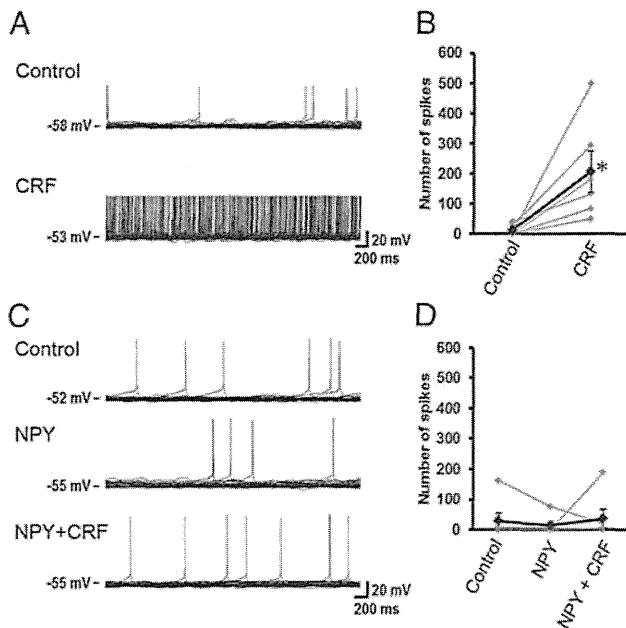 A
Control
-58 mV -
CRF
-53 mV -
20 mV
200 ms
B
Number of spikes
600
500
400
300
200
100
0
*
Control
CRF
C
Control
-52 mV -
NPY
-55 mV -
NPY+CRF
-55 mV -
20 mV
200 ms
D
Number of spikes
600
500
400
300
200
100
0
Control
NPY
NPY + CRF